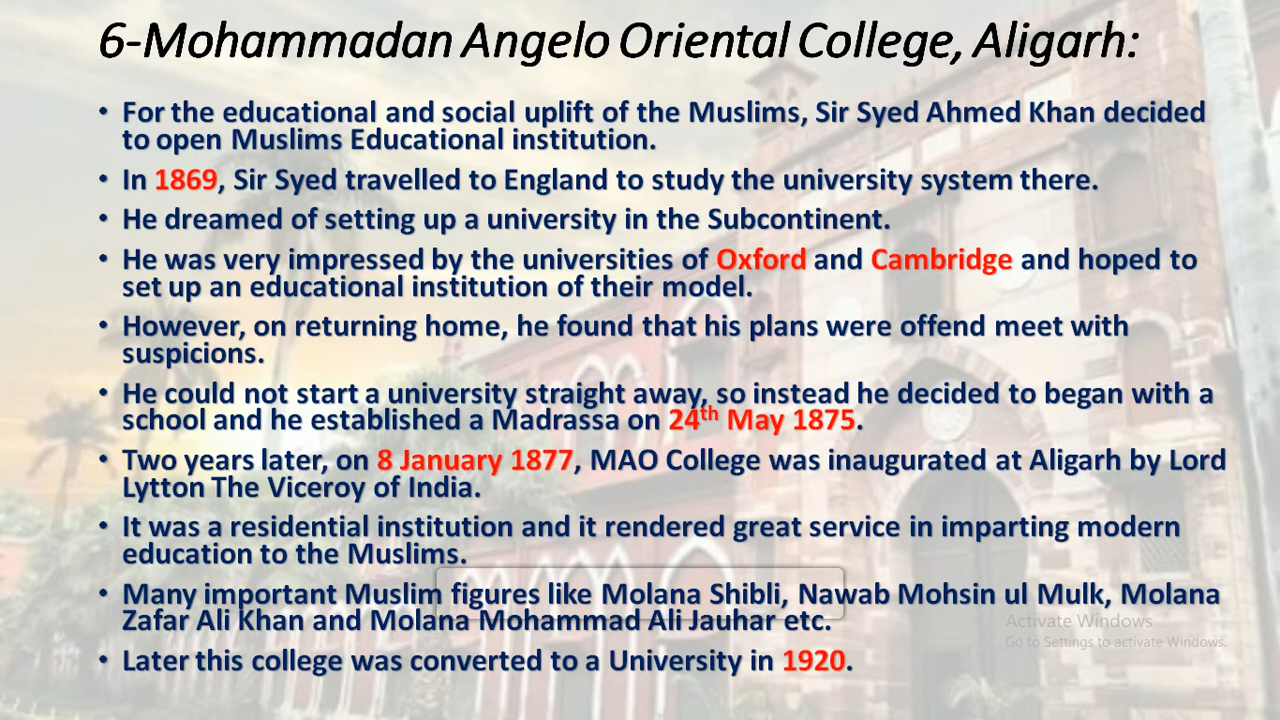 6-Mohammadan Angelo Oriental College, Aligarh:
• For the educational and social uplift of the Muslims, Sir Syed Ahmed Khan decided
to open Muslims Educational institution.
• In 1869, Sir Syed travelled to England to study the university system there.
• He dreamed of setting up a university in the Subcontinent.
• He was very impressed by the universities of Oxford and Cambridge and hoped to
set up an educational institution of their model.
• However, on returning home, he found that his plans were offend meet with
suspicions.
• He could not start a university straight away, so instead he decided to began with a
school and he established a Madrassa on 24th May 1875.
• Two years later, on 8 January 1877, MAO College was inaugurated at Aligarh by Lord
Lytton The Viceroy of India.
• It was a residential institution and it rendered great service in imparting modern
education to the Muslims.
• Many important Muslim figures like Molana Shibli, Nawab Mohsin ul Mulk, Molana
Zafar Ali Khan and Molana Mohammad Ali Jauhar etc.
Activate Windows
Go to Settings to activate Windows.
• Later this college was converted to a University in 1920.